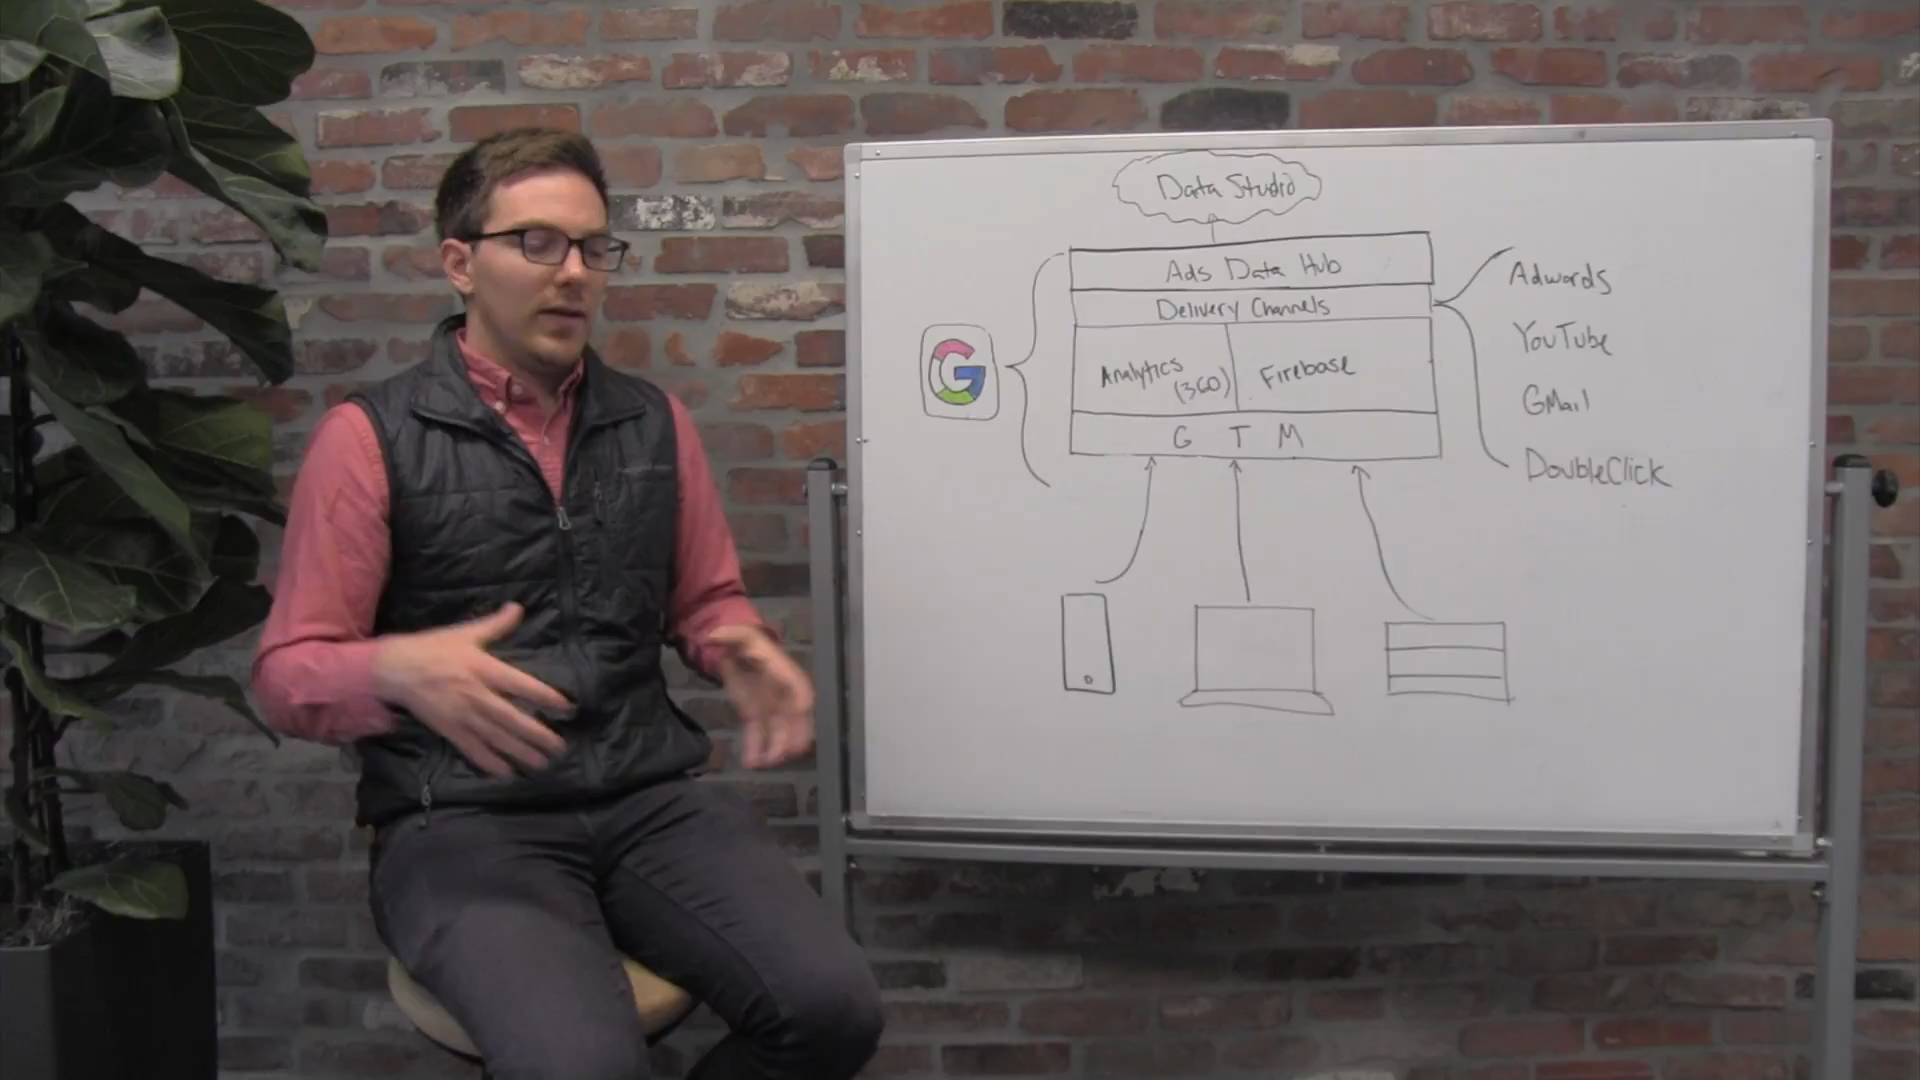 Data Studio
Ads Data Hub
Delivery Channels
Analytics
(360)
Firebase
G T M
G
Adwords
YouTube
GMail
DoubleClick